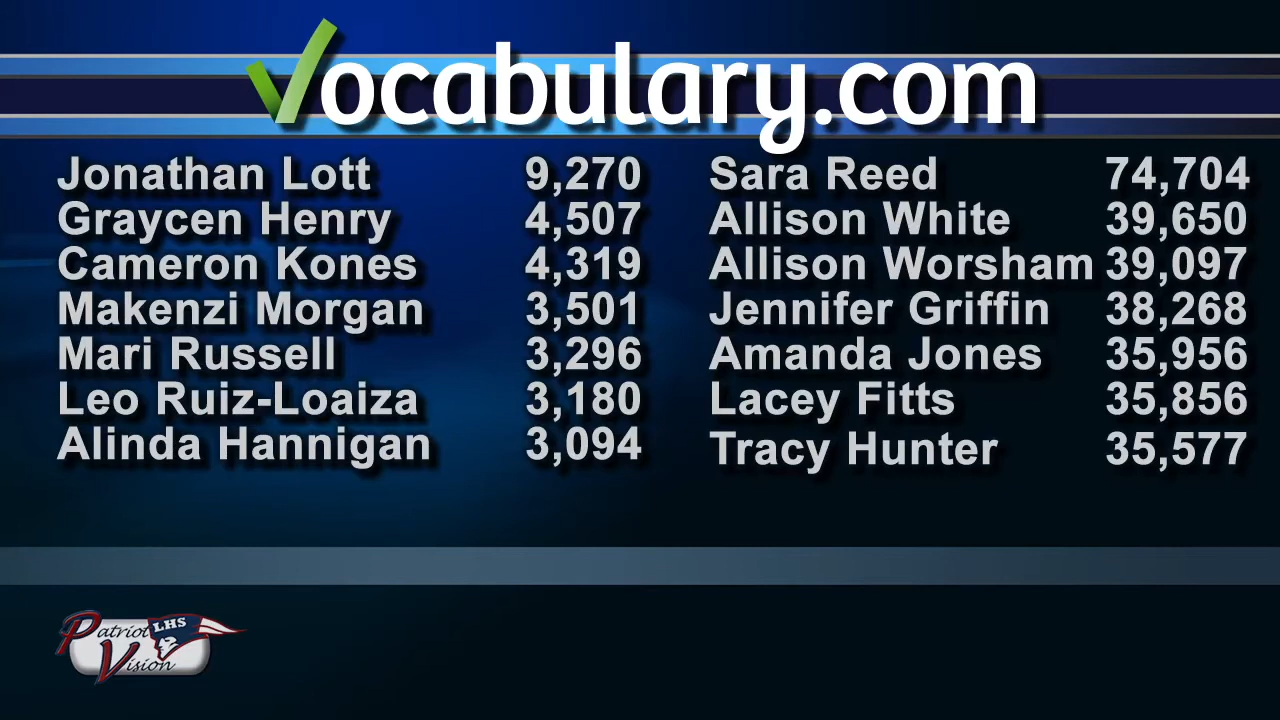 Vocabulary.com
Jonathan Lott 9,270
Graycen Henry 4,507
Cameron Kones 4,319
Makenzi Morgan 3,501
Mari Russell 3,296
Leo Ruiz-Loaiza 3,180
Alinda Hannigan 3,094
Sara Reed 74,704
Allison White 39,650
Allison Worsham 39,097
Jennifer Griffin 38,268
Amanda Jones 35,956
Lacey Fitts 35,856
Tracy Hunter 35,577
Patriot LHS
Vision